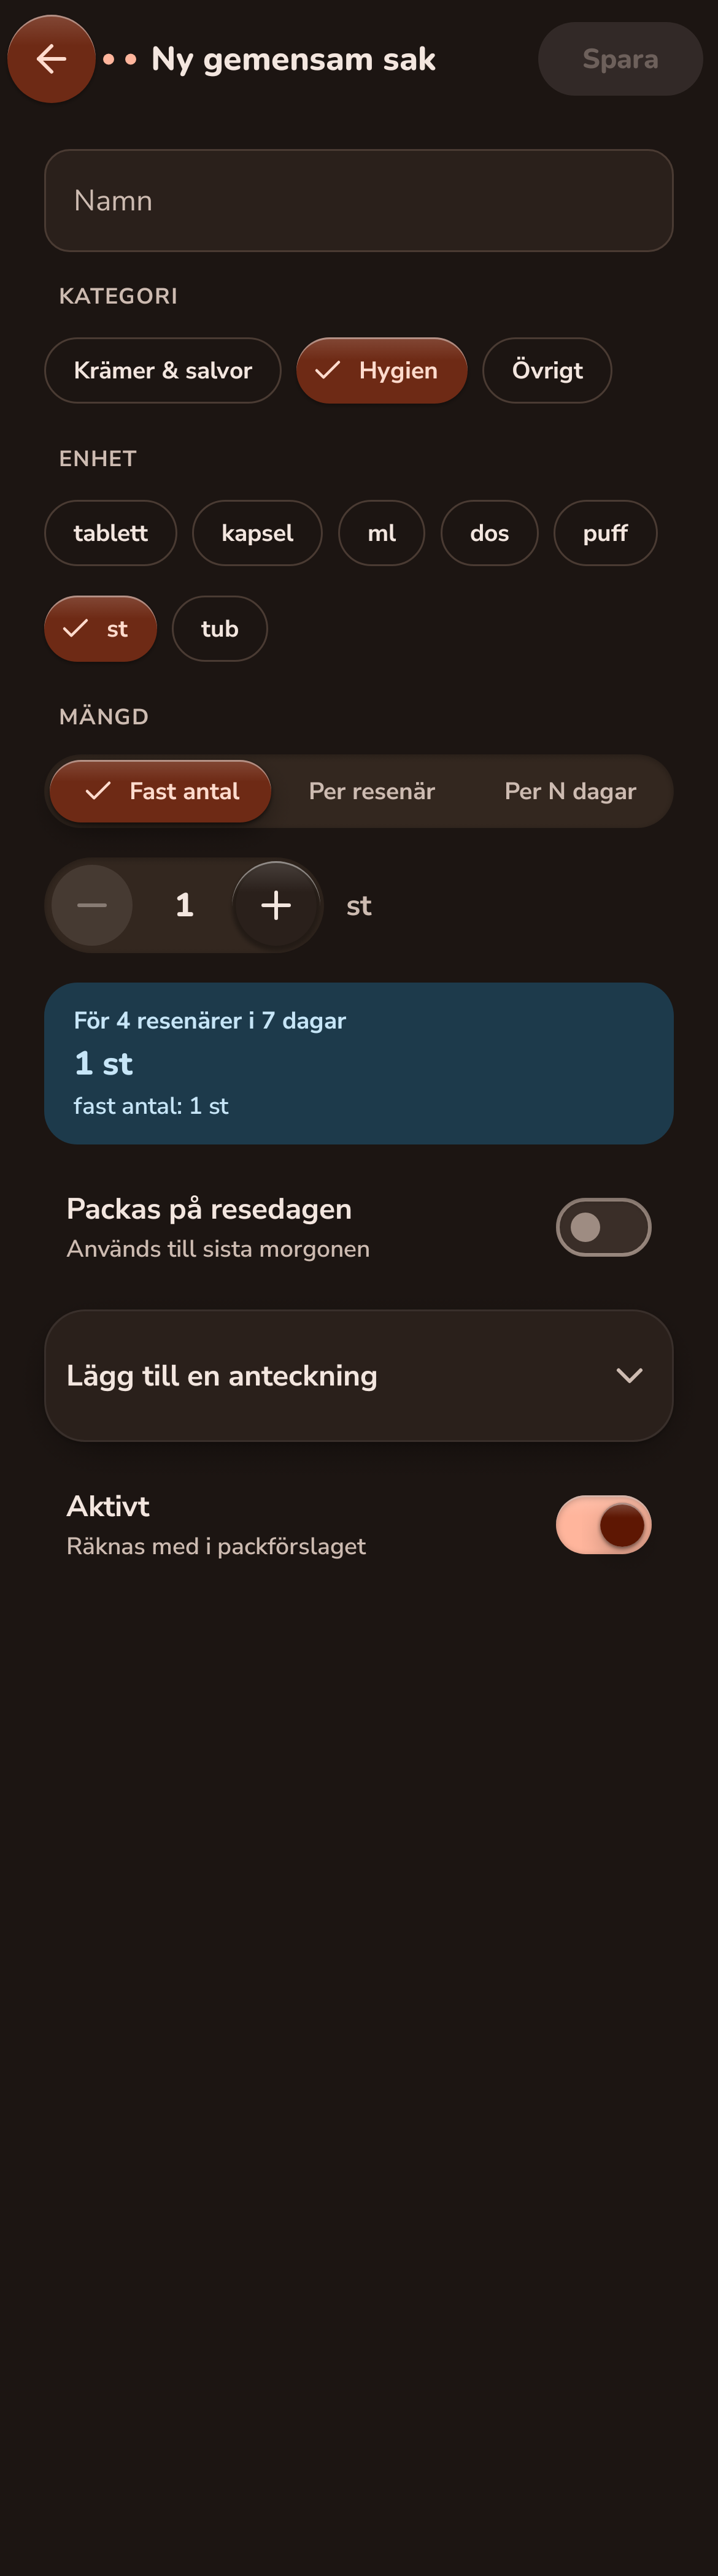 Ny gemensam sak
Spara
Namn
KATEGORI
Krämer & salvor
Hygien
Övrigt
ENHET
tablett
kapsel
ml
dos
puff
st
tub
MÄNGD
Fast antal
Per resenär
Per N dagar
1
st
För 4 resenärer i 7 dagar
1 st
fast antal: 1 st
Packas på resedagen
Används till sista morgonen
Lägg till en anteckning
Aktivt
Räknas med i packförslaget